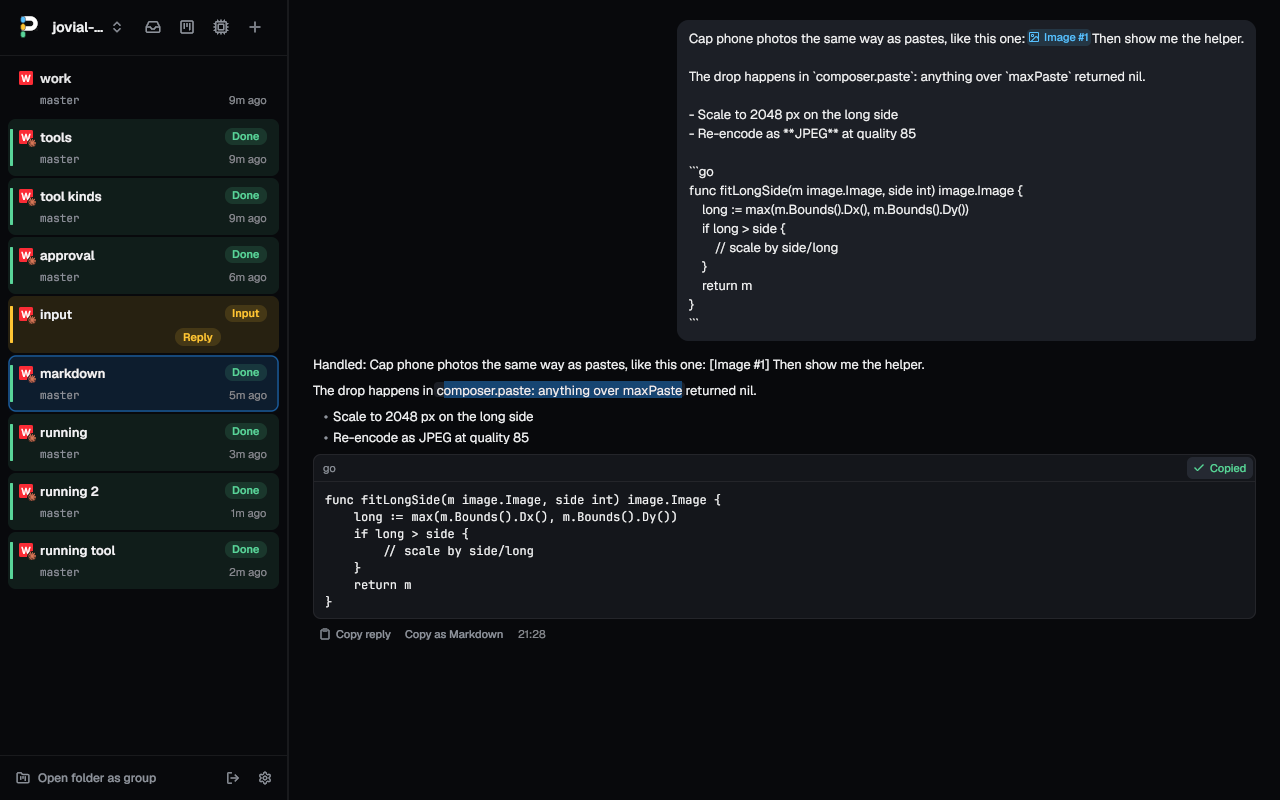 jovial-...
W work
master 9m ago
W tools Done
master 9m ago
W tool kinds Done
master 9m ago
W approval Done
master 6m ago
W input Input
Reply
W markdown Done
master 5m ago
W running Done
master 3m ago
W running 2 Done
master 1m ago
W running tool Done
master 2m ago
Open folder as group
Cap phone photos the same way as pastes, like this one: Image #1 Then show me the helper.
The drop happens in `composer.paste`: anything over `maxPaste` returned nil.
- Scale to 2048 px on the long side
- Re-encode as **JPEG** at quality 85
```go
func fitLongSide(m image.Image, side int) image.Image {
    long := max(m.Bounds().Dx(), m.Bounds().Dy())
    if long > side {
        // scale by side/long
    }
    return m
}
```
Handled: Cap phone photos the same way as pastes, like this one: [Image #1] Then show me the helper.
The drop happens in composer.paste: anything over maxPaste returned nil.
• Scale to 2048 px on the long side
• Re-encode as JPEG at quality 85
go Copied
func fitLongSide(m image.Image, side int) image.Image {
    long := max(m.Bounds().Dx(), m.Bounds().Dy())
    if long > side {
        // scale by side/long
    }
    return m
}
Copy reply Copy as Markdown 21:28